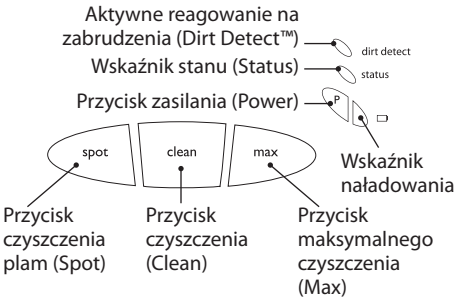 Aktywne reagowanie na
zabrudzenia (Dirt Detect™)
dirt detect
Wskaźnik stanu (Status)
status
Przycisk zasilania (Power)
P
spot
clean
max
Wskaźnik
naładowania
Przycisk
czyszczenia
plam (Spot)
Przycisk
czyszczenia
(Clean)
Przycisk
maksymalnego
czyszczenia
(Max)